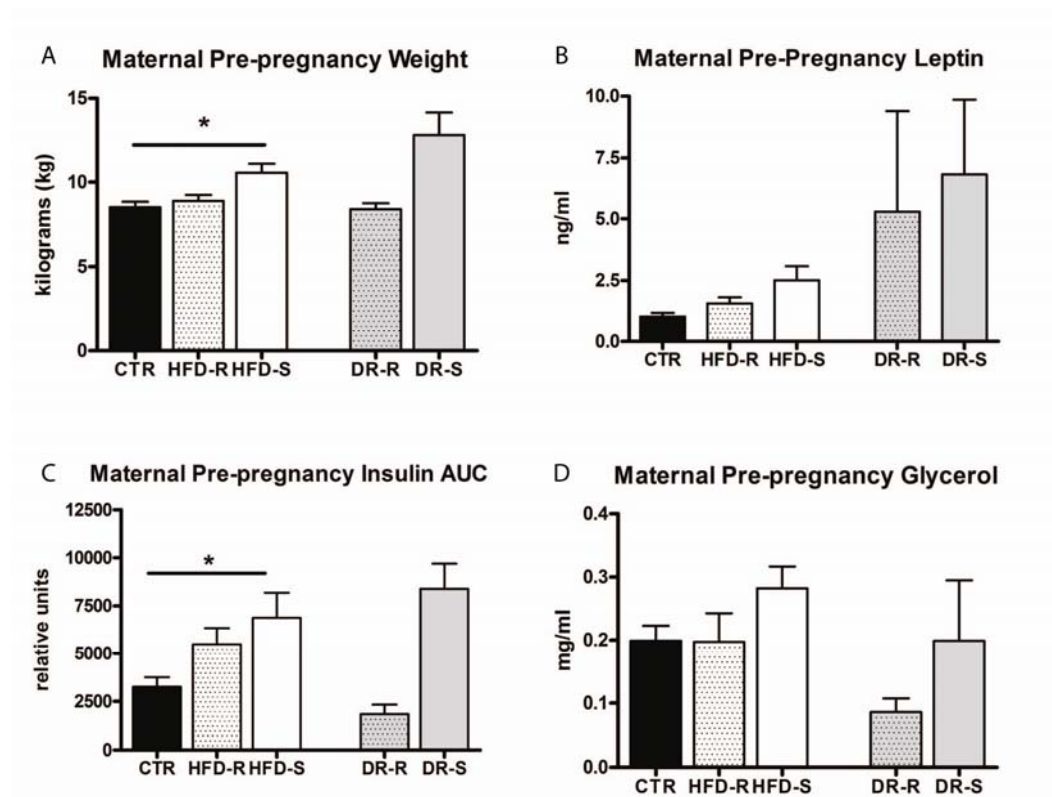 A Maternal Pre-pregnancy Weight
kilograms (kg)
15
10
5
0
*
CTR HFD-R HFD-S DR-R DR-S
B Maternal Pre-Pregnancy Leptin
ng/ml
10.0
7.5
5.0
2.5
0.0
CTR HFD-R HFD-S DR-R DR-S
C Maternal Pre-pregnancy Insulin AUC
relative units
12500
10000
7500
5000
2500
0
*
CTR HFD-R HFD-S DR-R DR-S
D Maternal Pre-pregnancy Glycerol
mg/ml
0.4
0.3
0.2
0.1
0.0
CTR HFD-R HFD-S DR-R DR-S